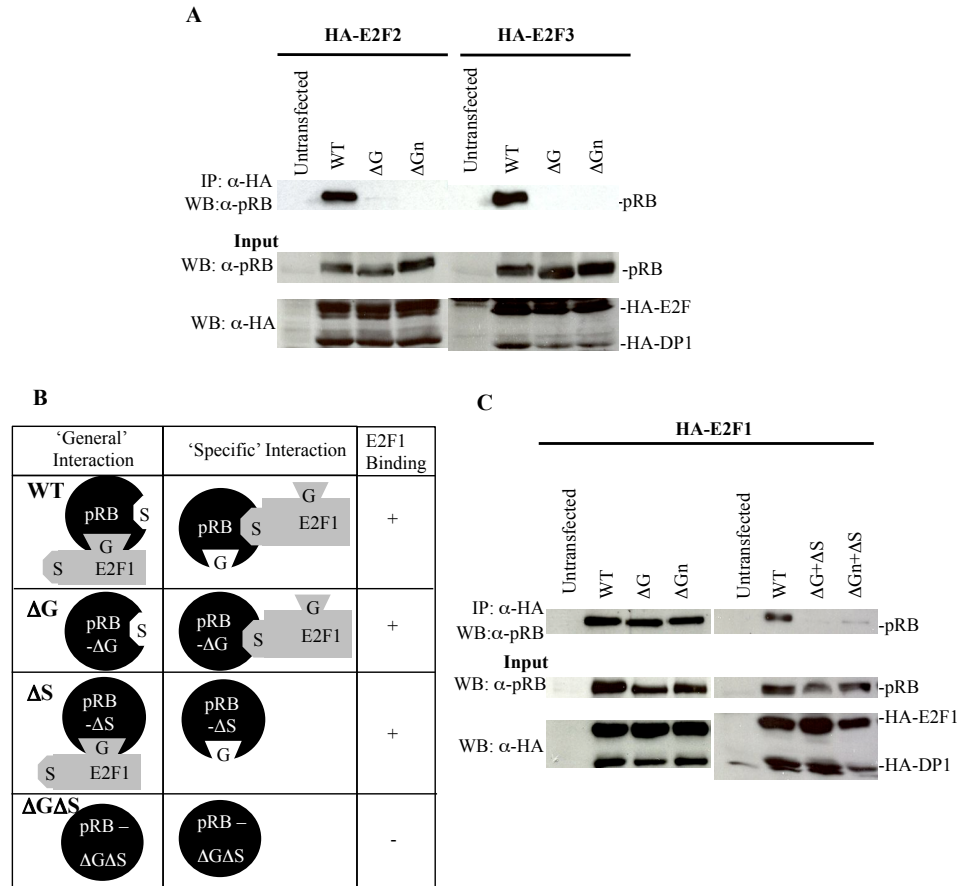 A
HA-E2F2
HA-E2F3
Untransfected
WT
ΔG
ΔGn
Untransfected
WT
ΔG
ΔGn
IP: α-HA
WB:α-pRB
-pRB
Input
WB: α-pRB
-pRB
WB: α-HA
-HA-E2F
-HA-DP1
B
'General'
Interaction
'Specific' Interaction
E2F1
Binding
WT
pRB
S
G
S
E2F1
pRB
S
G
E2F1
G
+
ΔG
pRB
-ΔG
S
pRB
-ΔG
S
G
E2F1
+
ΔS
pRB
-ΔS
G
S
E2F1
pRB
-ΔS
G
+
ΔGΔS
pRB –
ΔGΔS
pRB –
ΔGΔS
-
C
HA-E2F1
Untransfected
WT
ΔG
ΔGn
Untransfected
WT
ΔG+ΔS
ΔGn+ΔS
IP: α-HA
WB:α-pRB
-pRB
Input
WB: α-pRB
-pRB
WB: α-HA
-HA-E2F1
-HA-DP1